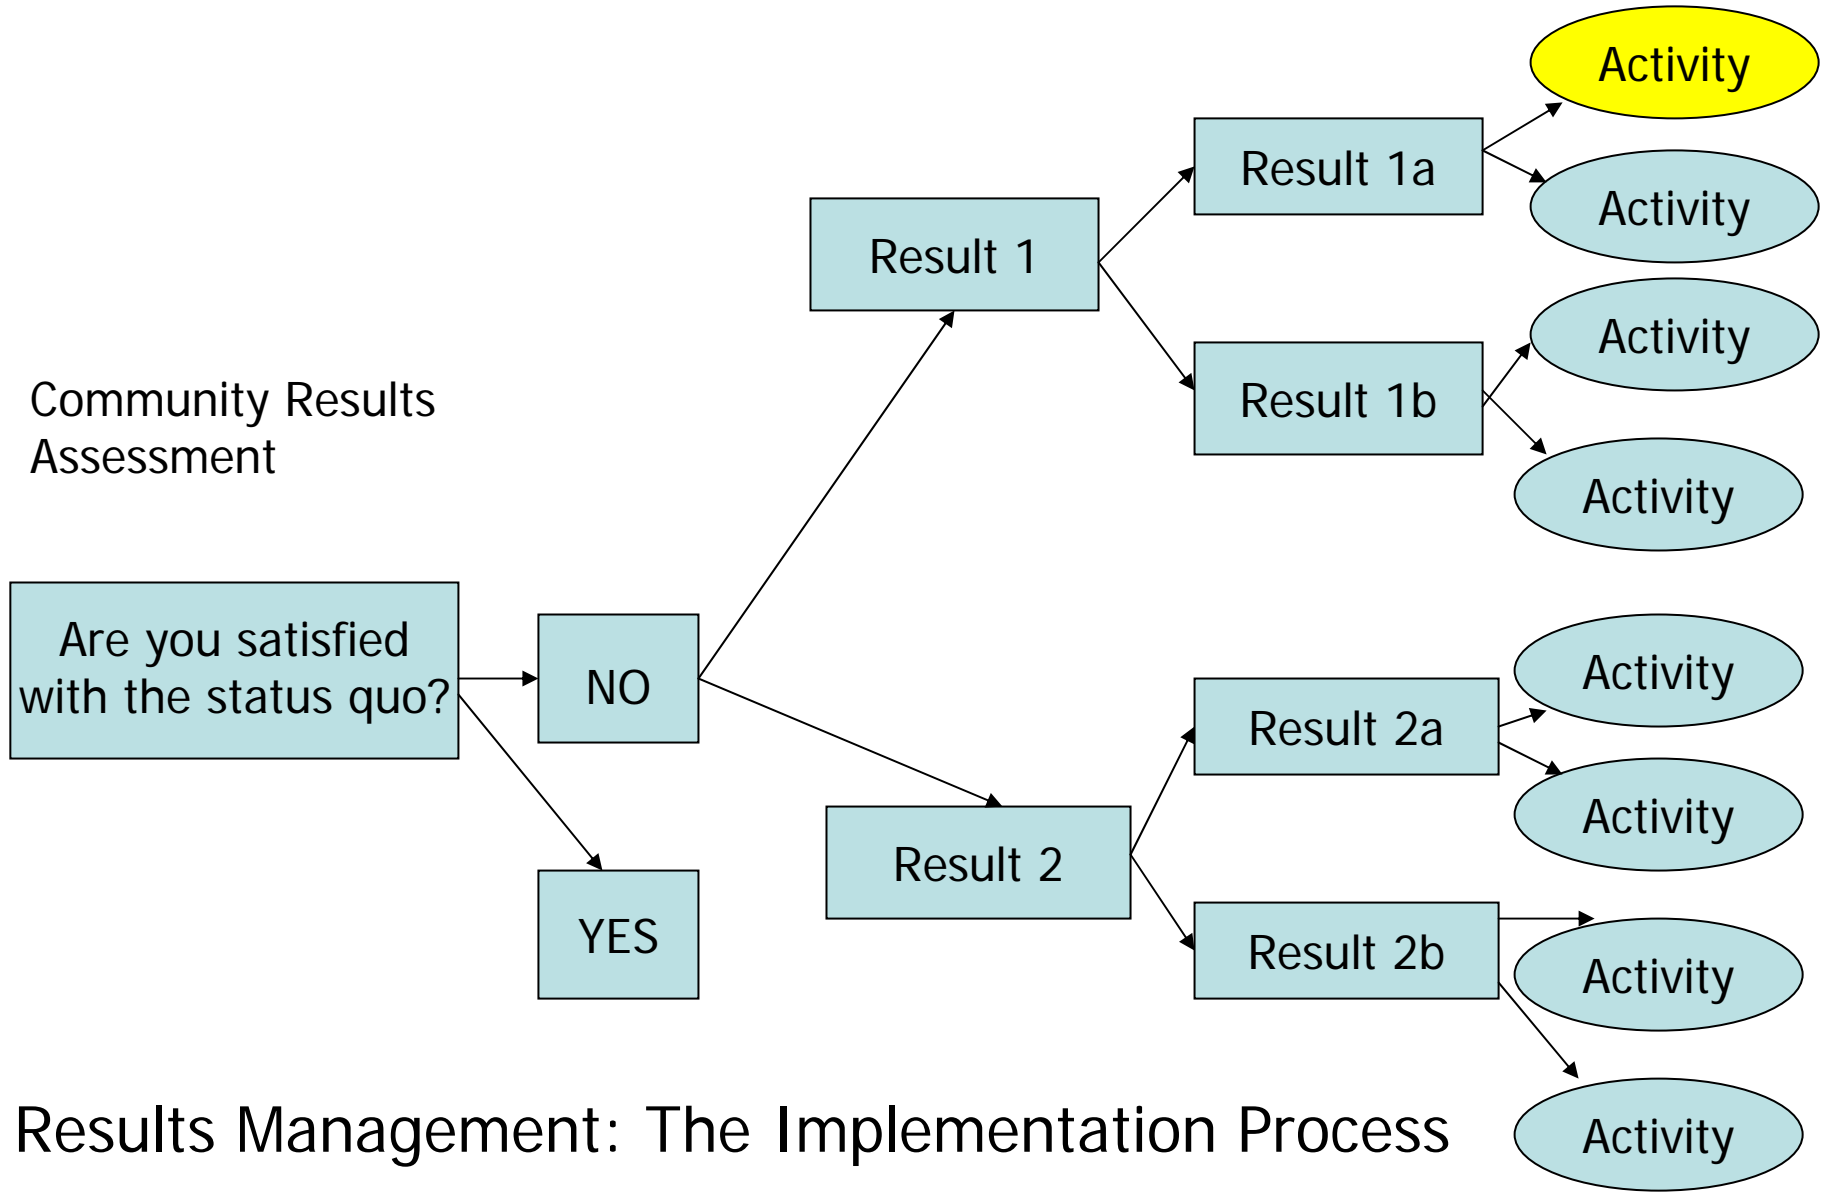 Activity
Result 1a
Activity
Result 1
Activity
Result 1b
Community Results
Assessment
Activity
Are you satisfied
with the status quo?
NO
Activity
Result 2a
Activity
Result 2
YES
Result 2b
Activity
Results Management: The Implementation Process
Activity